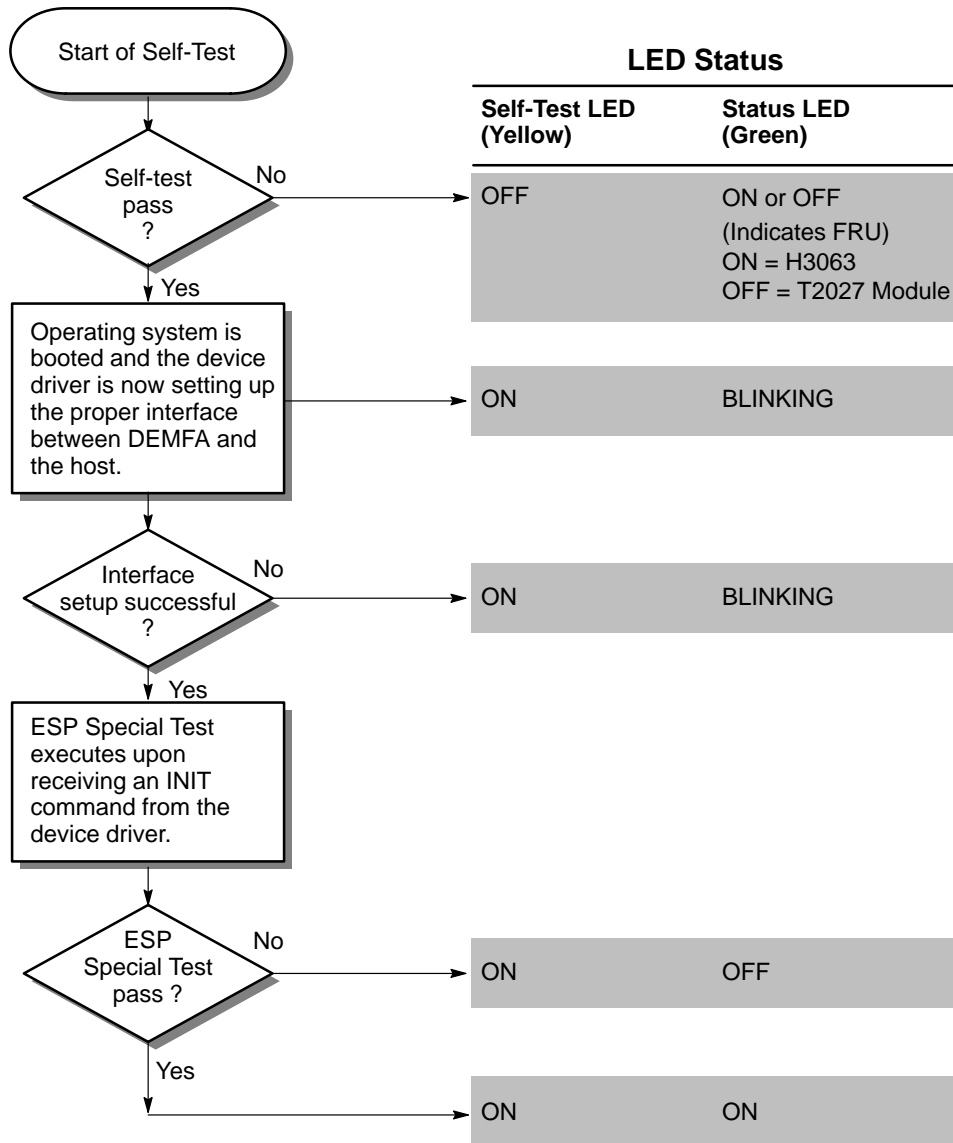 Start of Self-Test
LED Status
Self-Test LED
(Yellow)
Status LED
(Green)
Self-test
pass
?
No
OFF
ON or OFF
(Indicates FRU)
ON = H3063
OFF = T2027 Module
Yes
Operating system is
booted and the device
driver is now setting up
the proper interface
between DEMFA and
the host.
ON
BLINKING
Interface
setup successful
?
No
ON
BLINKING
Yes
ESP Special Test
executes upon
receiving an INIT
command from the
device driver.
ESP
Special Test
pass ?
No
ON
OFF
Yes
ON
ON